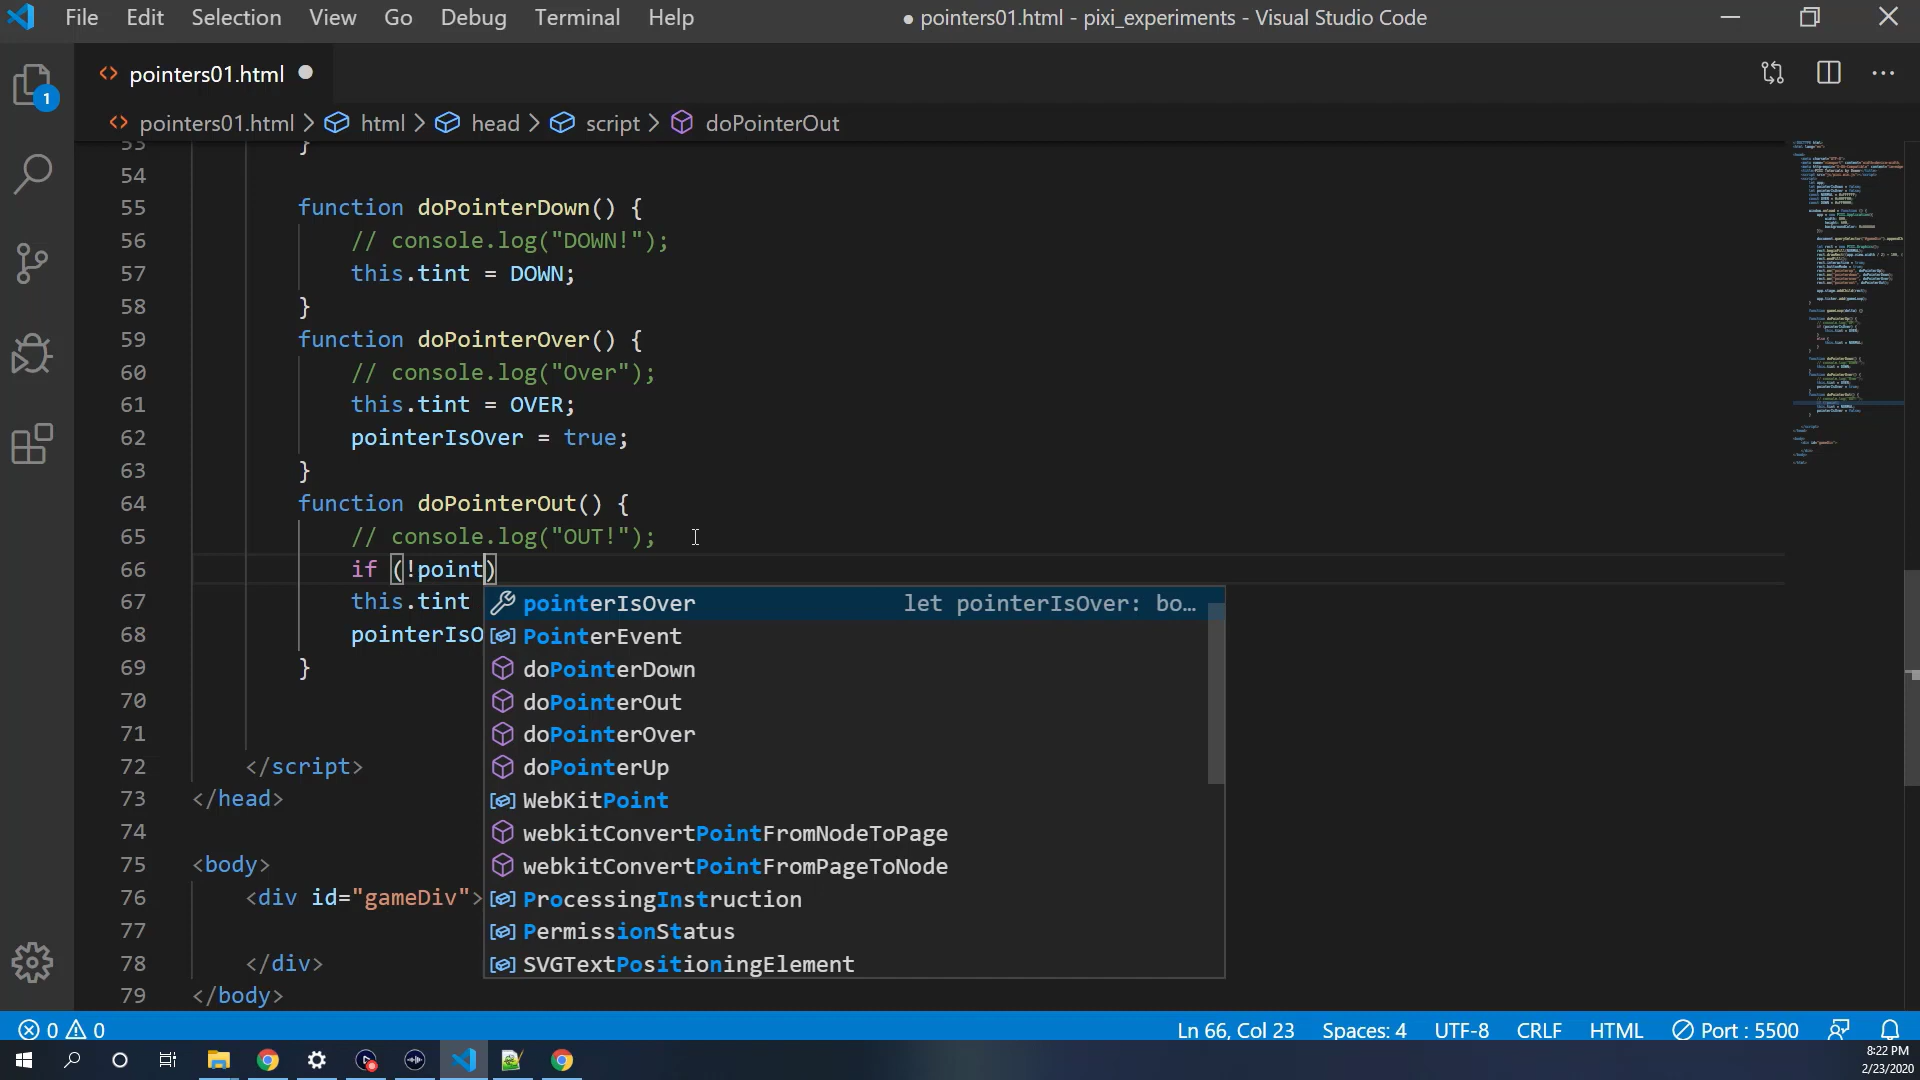 File Edit Selection View Go Debug Terminal Help
● pointers01.html - pixi_experiments - Visual Studio Code
pointers01.html
1
pointers01.html > html > head > script > doPointerOut
53 }
54
55 function doPointerDown() {
56 // console.log("DOWN!");
57 this.tint = DOWN;
58 }
59 function doPointerOver() {
60 // console.log("Over");
61 this.tint = OVER;
62 pointerIsOver = true;
63 }
64 function doPointerOut() {
65 // console.log("OUT!");
66 if (!point)
67 this.tint
68 pointerIsO
69 }
70
71
72 </script>
73 </head>
74
75 <body>
76 <div id="gameDiv">
77
78 </div>
79 </body>
pointerIsOver let pointerIsOver: bo…
PointerEvent
doPointerDown
doPointerOut
doPointerOver
doPointerUp
WebKitPoint
webkitConvertPointFromNodeToPage
webkitConvertPointFromPageToNode
ProcessingInstruction
PermissionStatus
SVGTextPositioningElement
0 0 Ln 66, Col 23 Spaces: 4 UTF-8 CRLF HTML Port : 5500
8:22 PM
2/23/2020